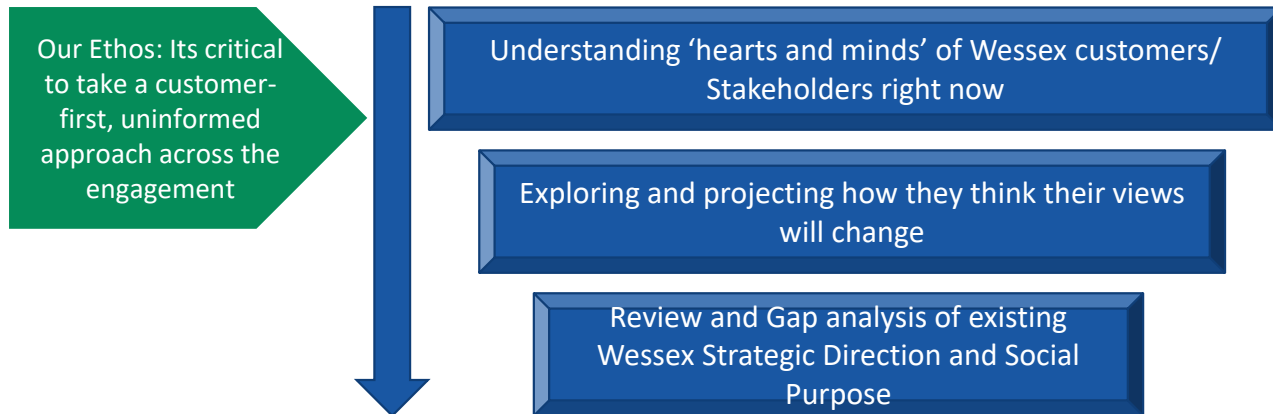 Our Ethos: Its critical
to take a customer-
first, uninformed
approach across the
engagement
Understanding ‘hearts and minds’ of Wessex customers/
Stakeholders right now
Exploring and projecting how they think their views
will change
Review and Gap analysis of existing
Wessex Strategic Direction and Social
Purpose